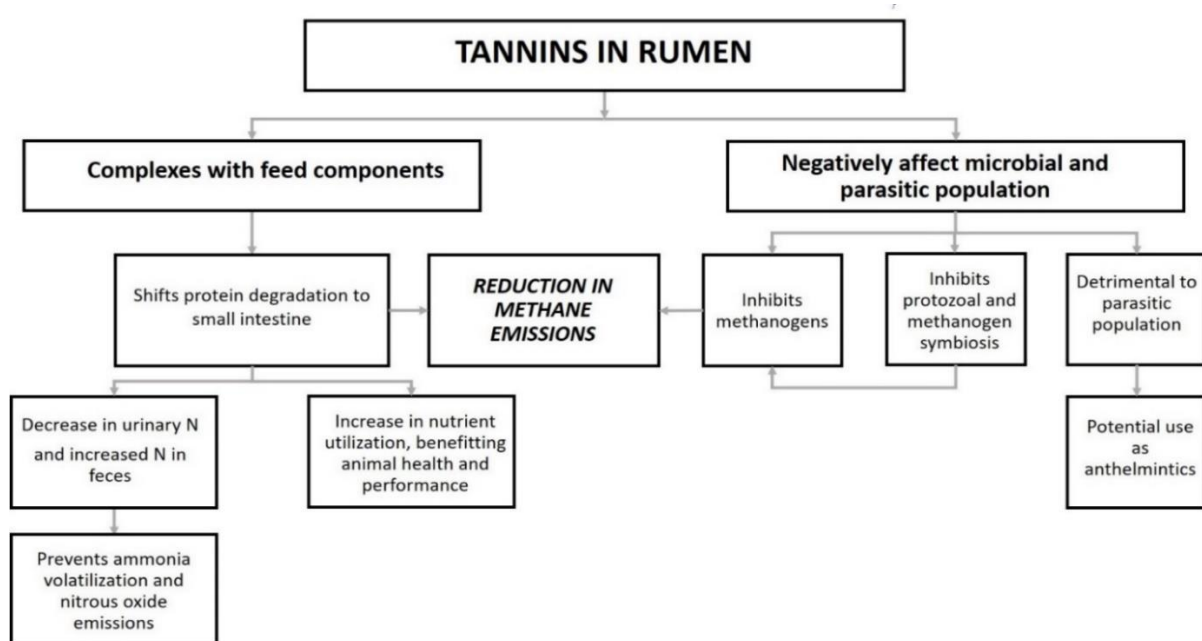 TANNINS IN RUMEN
Complexes with feed components
Negatively affect microbial and
parasitic population
Shifts protein degradation to
small intestine
REDUCTION IN
METHANE
EMISSIONS
Inhibits
methanogens
Inhibits
protozoal and
methanogen
symbiosis
Detrimental to
parasitic
population
Decrease in urinary N
and increased N in
feces
Increase in nutrient
utilization, benefitting
animal health and
performance
Potential use
as
anthelmintics
Prevents ammonia
volatilization and
nitrous oxide
emissions